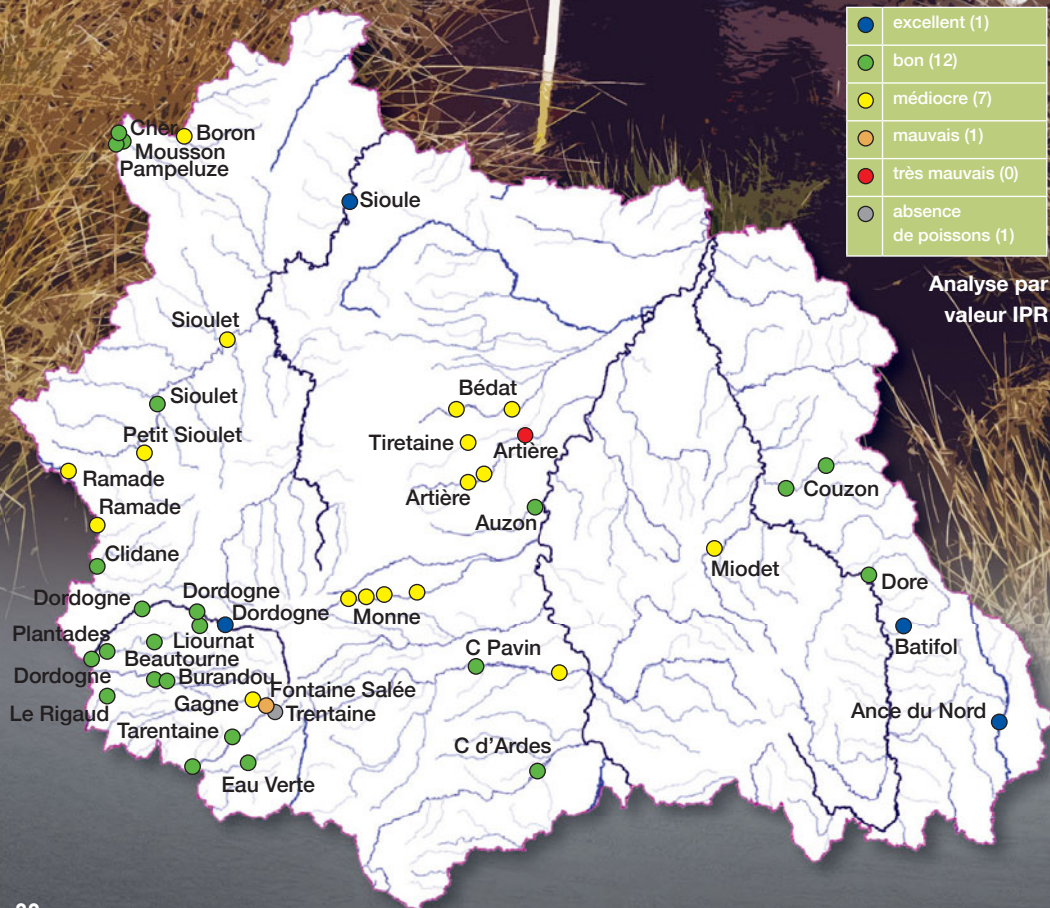 excellent (1)
bon (12)
médiocre (7)
mauvais (1)
très mauvais (0)
absence
de poissons (1)
Analyse par
valeur IPR
Cher
Boron
Mousson
Pampeluze
Sioule
Sioulet
Sioulet
Petit Sioulet
Ramade
Ramade
Clidane
Bédat
Tiretaine
Artière
Artière
Auzon
Couzon
Miodet
Dore
Batifol
Ance du Nord
Dordogne
Dordogne
Dordogne
Monne
Plantades
Liournat
Beautourne
Dordogne
Burandou
C Pavin
Fontaine Salée
Gagne
Trentaine
Le Rigaud
Tarentaine
C d'Ardes
Eau Verte